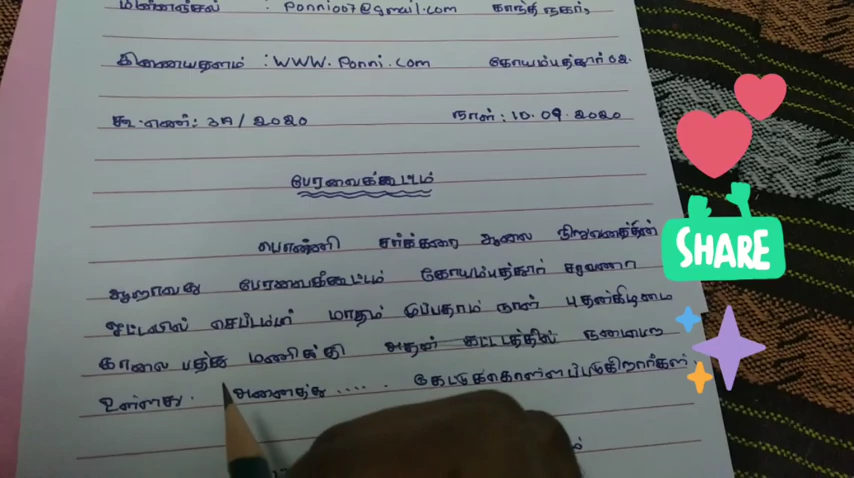 மின்னஞ்சல் : Ponni007@gmail.com காந்தி நகர்,
இணையதளம் : WWW.Ponni.com கோயம்புத்தூர் 02.
கூ.எண்: 37 / 2020 நாள் : 10.09.2020
பேரவைக்கூட்டம்
பொன்னி சர்க்கரை ஆலை நிறுவனத்தின்
ஆறாவது பேரவைக்கூட்டம் கோயம்புத்தூர் சரவணா
ஓட்டலில் செப்டம்பர் மாதம் முப்பதாம் நாள் புதன்கிழமை
காலை பத்து மணிக்கு அதன் கட்டடத்தில் நடைபெற
உள்ளது. அனைத்து .... கேட்டுக்கொள்ளப்படுகிறார்கள்
SHARE